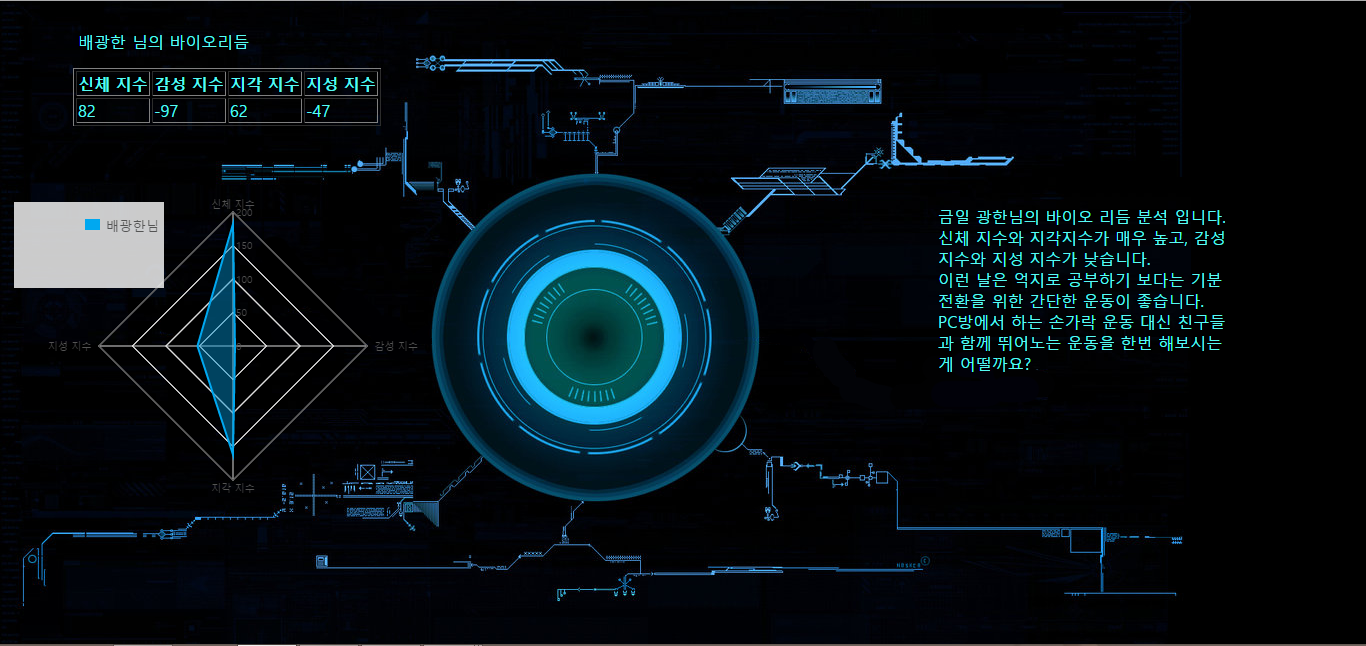 배광한 님의 바이오리듬
신체 지수 감성 지수 지각 지수 지성 지수
82 -97 62 -47
신체 지수
200
배광한님
150
100
50
0
지성 지수
감성 지수
지각 지수
금일 광한님의 바이오 리듬 분석 입니다.
신체 지수와 지각지수가 매우 높고, 감성
지수와 지성 지수가 낮습니다.
이런 날은 억지로 공부하기 보다는 기분
전환을 위한 간단한 운동이 좋습니다.
PC방에서 하는 손가락 운동 대신 친구들
과 함께 뛰어노는 운동을 한번 해보시는
게 어떨까요?